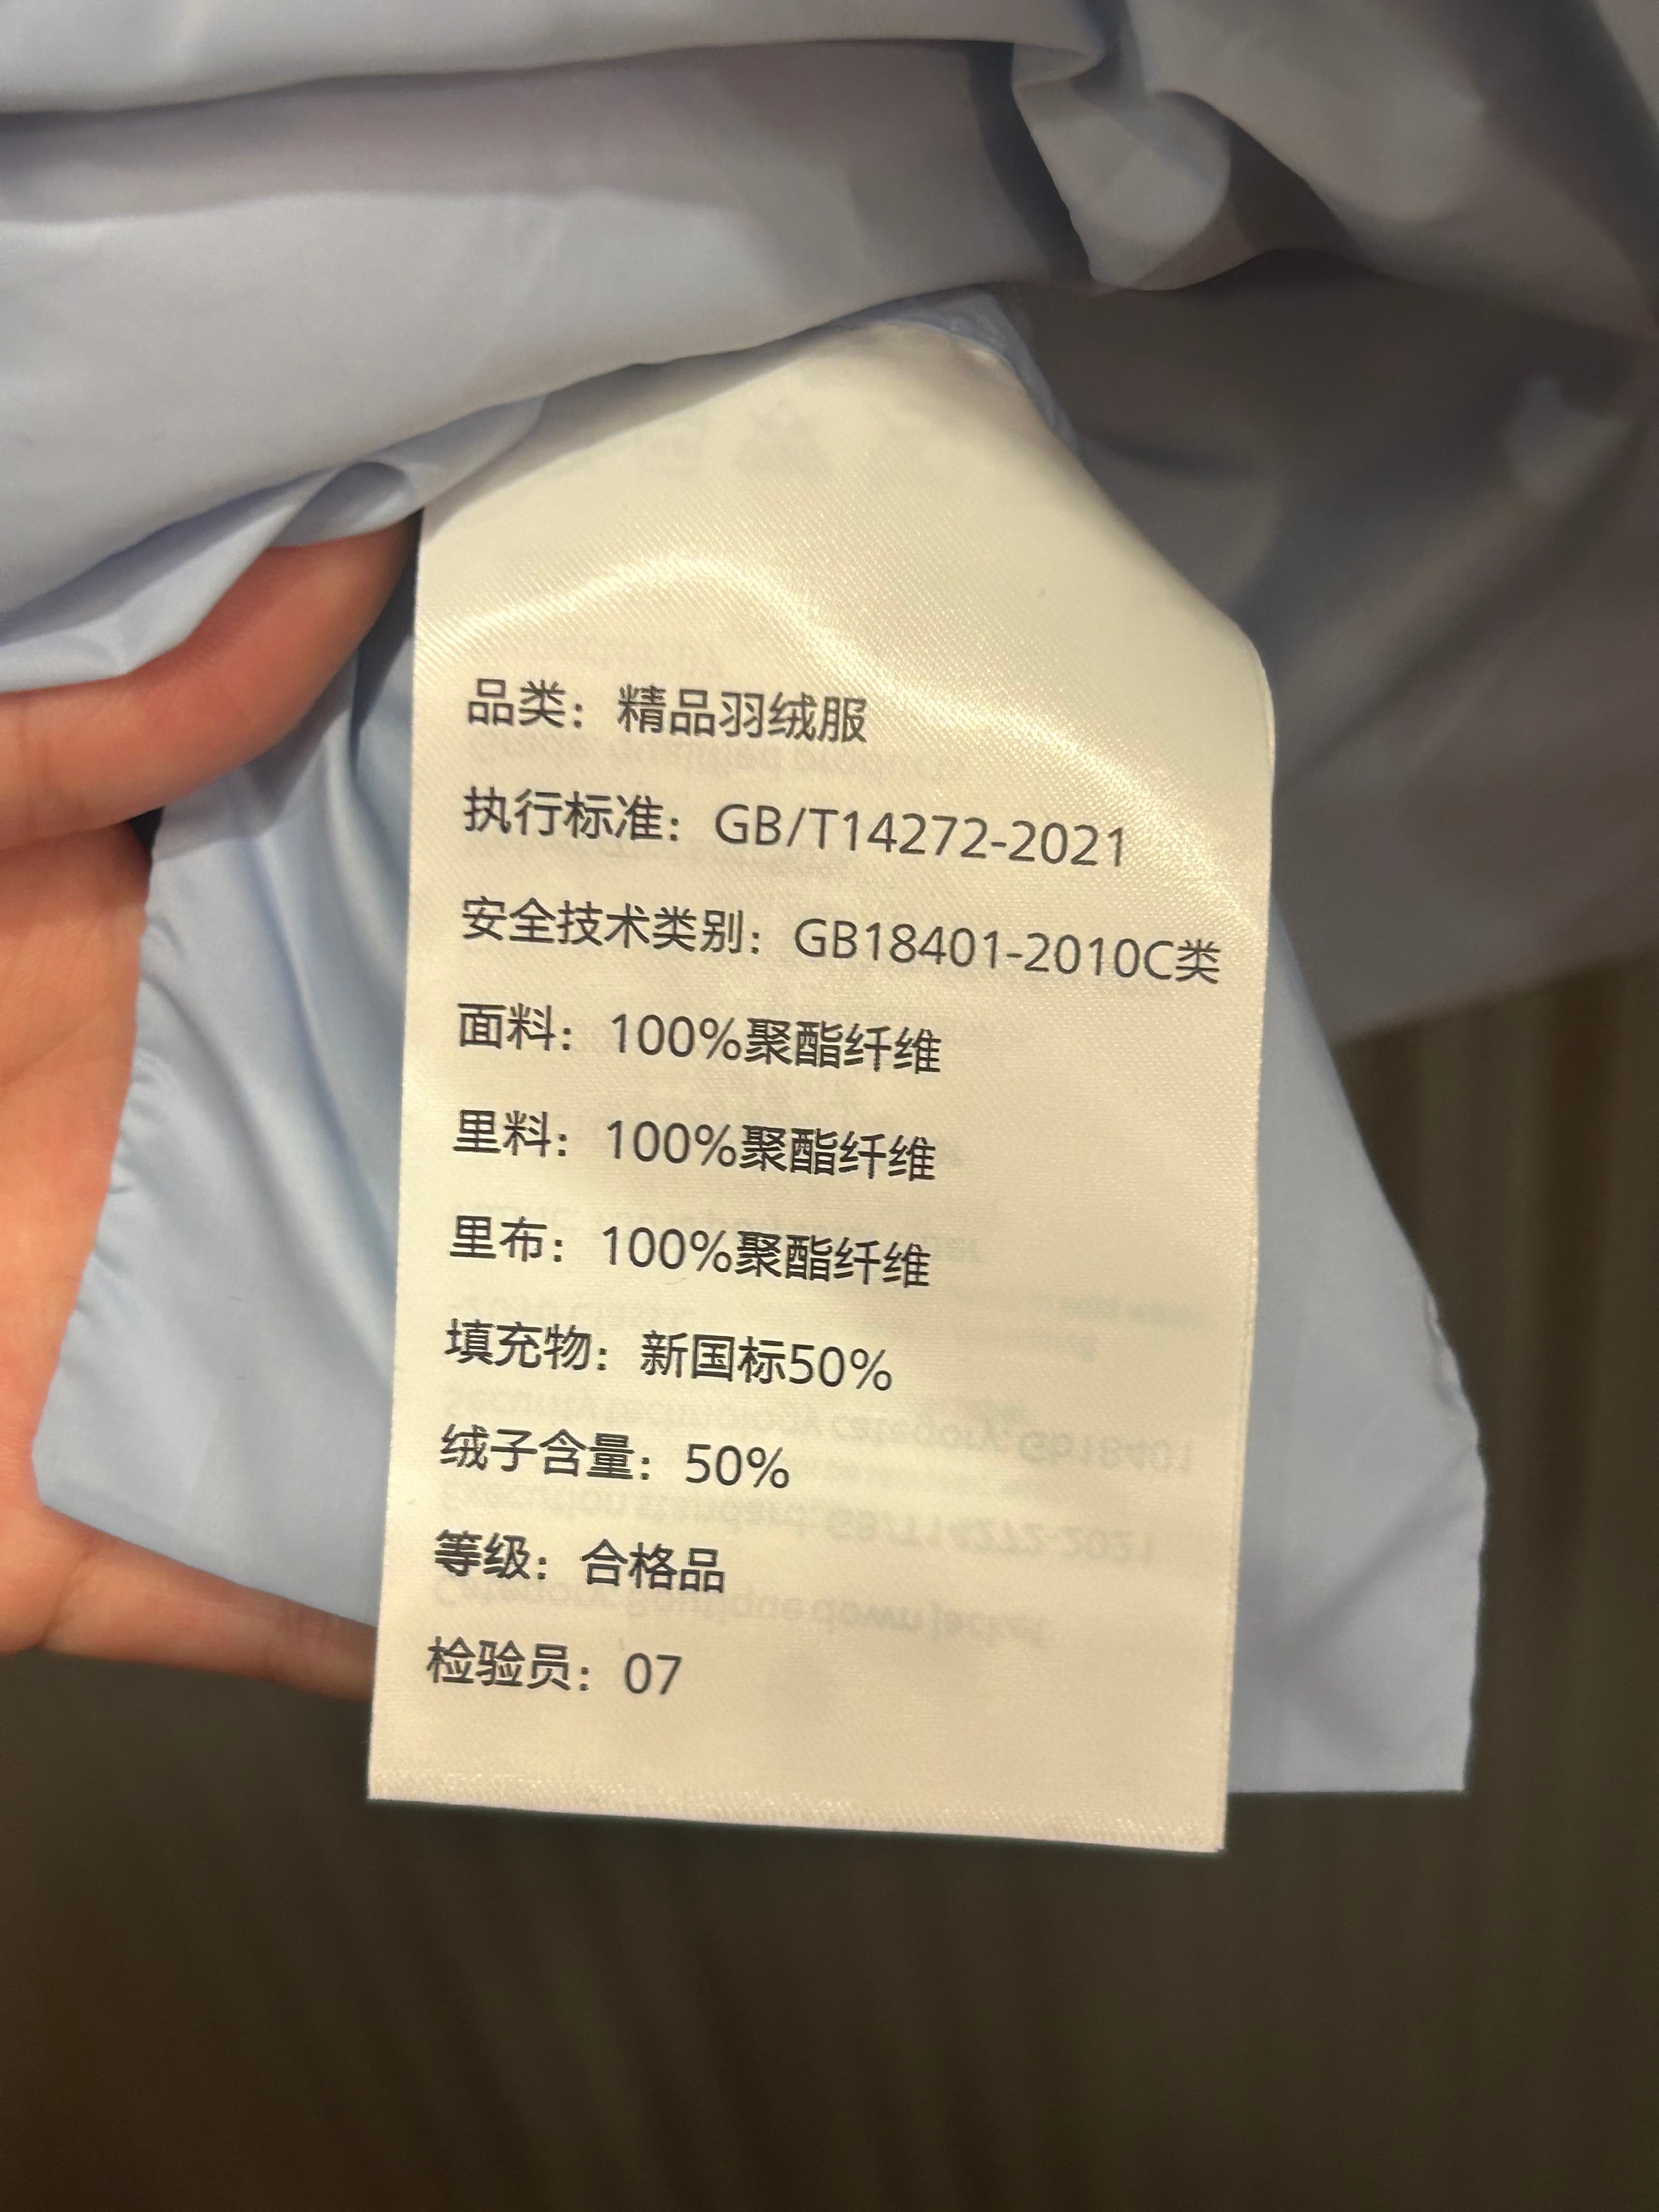 品类：精品羽绒服
执行标准：GB/T14272-2021
安全技术类别：GB18401-2010C类
面料：100%聚酯纤维
里料：100%聚酯纤维
里布：100%聚酯纤维
填充物：新国标50%
绒子含量：50%
等级：合格品
检验员：07